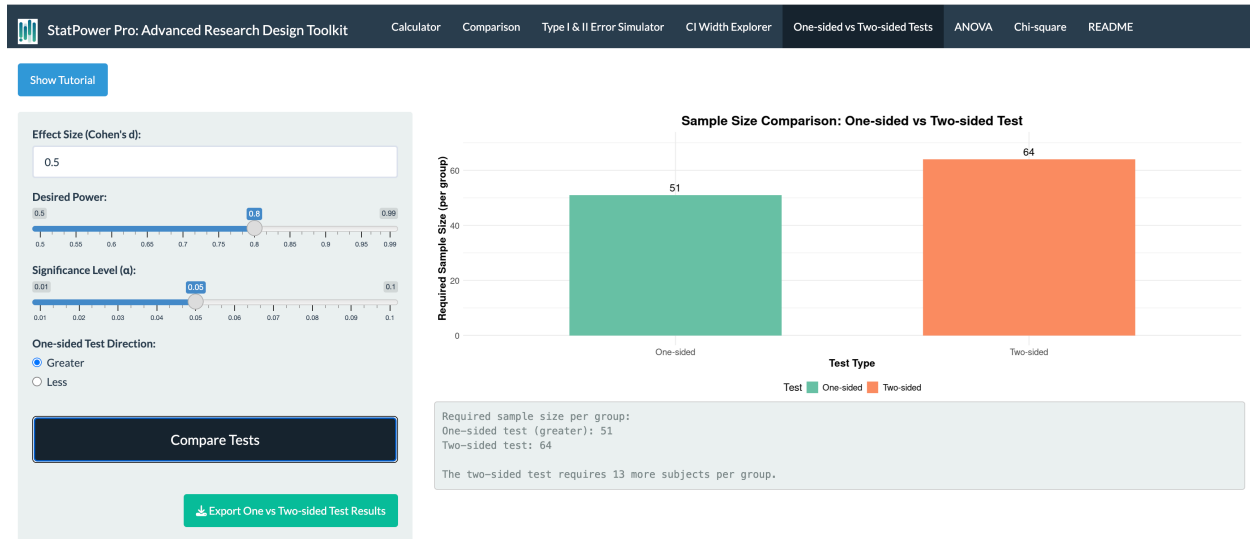 StatPower Pro: Advanced Research Design Toolkit
Calculator Comparison Type I & II Error Simulator CI Width Explorer One-sided vs Two-sided Tests ANOVA Chi-square README
Show Tutorial
Effect Size (Cohen's d):
0.5
Desired Power:
0.5 0.8 0.99
0.5 0.55 0.6 0.65 0.7 0.75 0.8 0.85 0.9 0.95 0.99
Significance Level (α):
0.01 0.05 0.1
0.01 0.02 0.03 0.04 0.05 0.06 0.07 0.08 0.09 0.1
One-sided Test Direction:
Greater
Less
Compare Tests
Export One vs Two-sided Test Results
Sample Size Comparison: One-sided vs Two-sided Test
Required Sample Size (per group)
60
40
20
0
51
64
One-sided Two-sided
Test Type
Test One-sided Two-sided
Required sample size per group:
One-sided test (greater): 51
Two-sided test: 64
The two-sided test requires 13 more subjects per group.